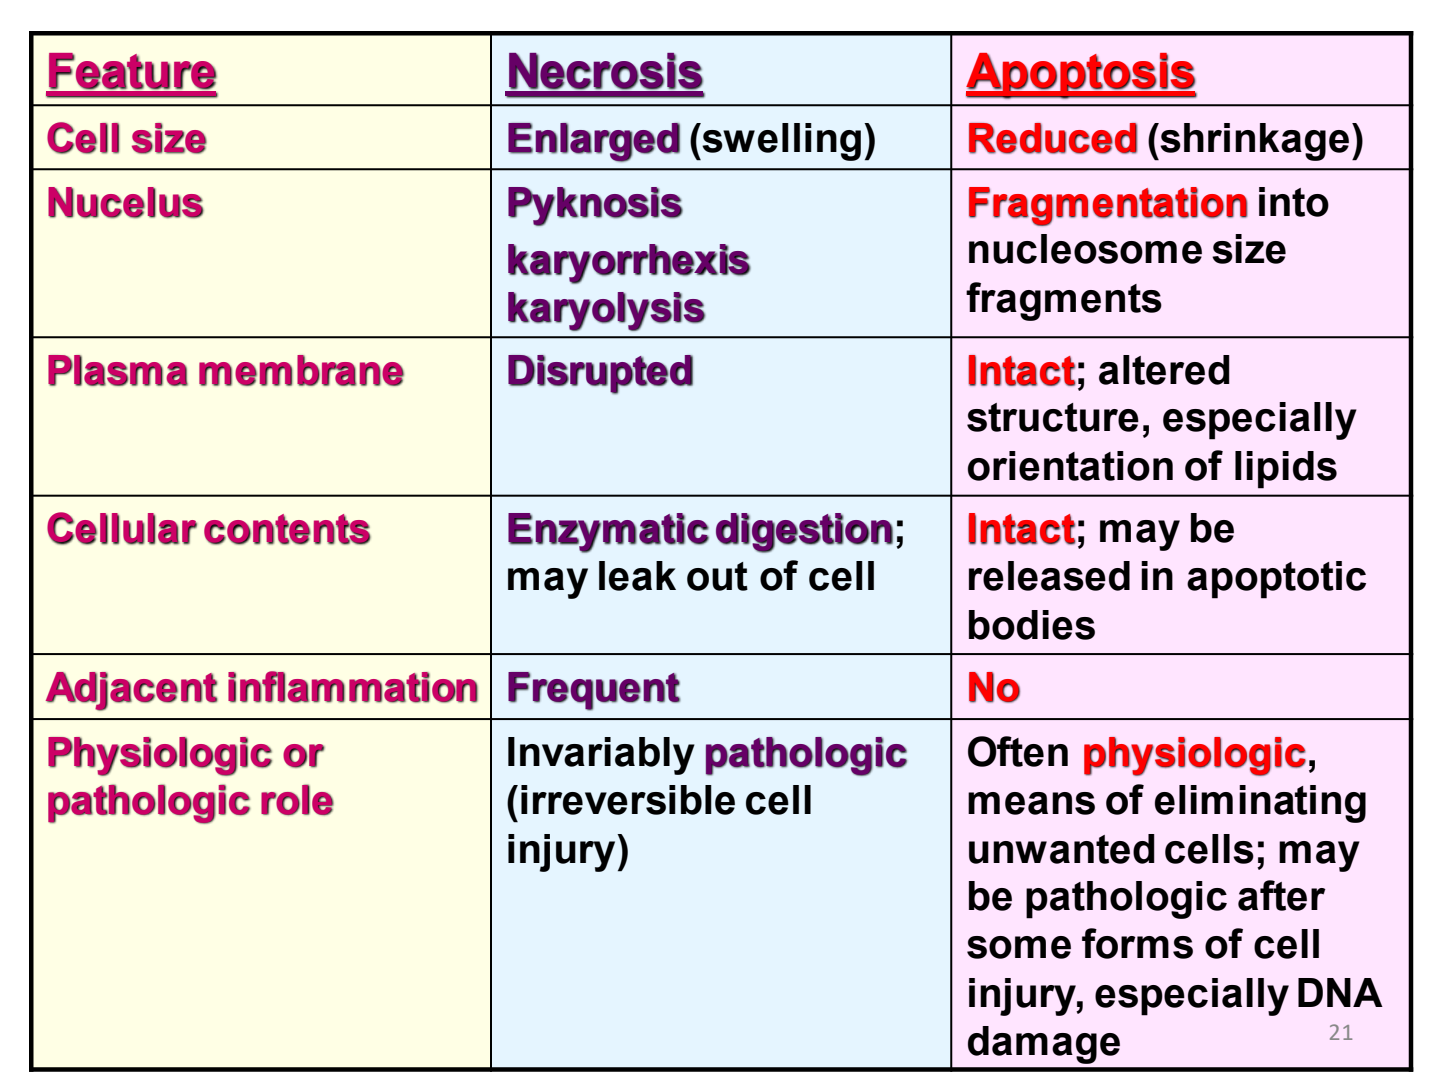 Feature
Necrosis
Apoptosis
Cell size
Enlarged (swelling)
Reduced (shrinkage)
Nucelus
Pyknosis
karyorrhexis
karyolysis
Fragmentation into
nucleosome size
fragments
Plasma membrane
Disrupted
Intact; altered
structure, especially
orientation of lipids
Cellular contents
Enzymatic digestion;
may leak out of cell
Intact; may be
released in apoptotic
bodies
Adjacent inflammation
Frequent
No
Physiologic or
pathologic role
Invariably pathologic
(irreversible cell
injury)
Often physiologic,
means of eliminating
unwanted cells; may
be pathologic after
some forms of cell
injury, especially DNA
damage
21